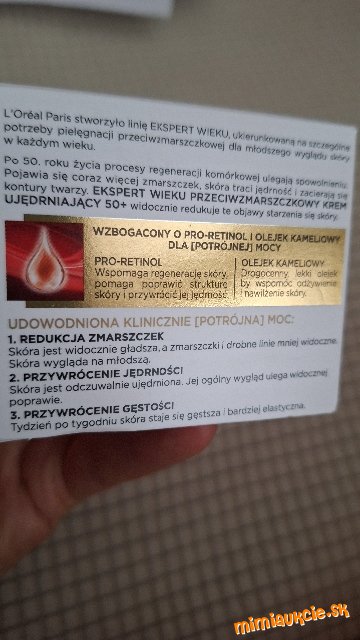 L'Oréal Paris stworzyło linię EKSPERT WIEKU, ukierunkowaną na szczególne
potrzeby pielęgnacji przeciwzmarszczkowej dla młodszego wyglądu skóry
w każdym wieku.
Po 50. roku życia procesy regeneracji komórkowej ulegają spowolnieniu.
Pojawia się coraz więcej zmarszczek, skóra traci jędrność i zacierają się
kontury twarzy. EKSPERT WIEKU PRZECIWZMARSZCZKOWY KREM
UJĘDRNIAJĄCY 50+ widocznie redukuje te objawy starzenia się skóry.
WZBOGACONY O PRO-RETINOL I OLEJEK KAMELIOWY
DLA [POTRÓJNEJ] MOCY
PRO-RETINOL
Wspomaga regenerację skóry,
pomaga poprawić strukturę
skóry i przywrócić jej jędrność.
OLEJEK KAMELIOWY
Drogocenny, lekki olejek
by wspomóc odżywienie
i nawilżenie skóry.
UDOWODNIONA KLINICZNIE [POTRÓJNA] MOC:
1. REDUKCJA ZMARSZCZEK
Skóra jest widocznie gładsza, a zmarszczki i drobne linie mniej widoczne.
Skóra wygląda na młodszą.
2. PRZYWRÓCENIE JĘDRNOŚCI
Skóra jest odczuwalnie ujędrniona. Jej ogólny wygląd ulega widocznej
poprawie.
3. PRZYWRÓCENIE GĘSTOŚCI
Tydzień po tygodniu skóra staje się gęstsza i bardziej elastyczna.
mimiaukcie.sk